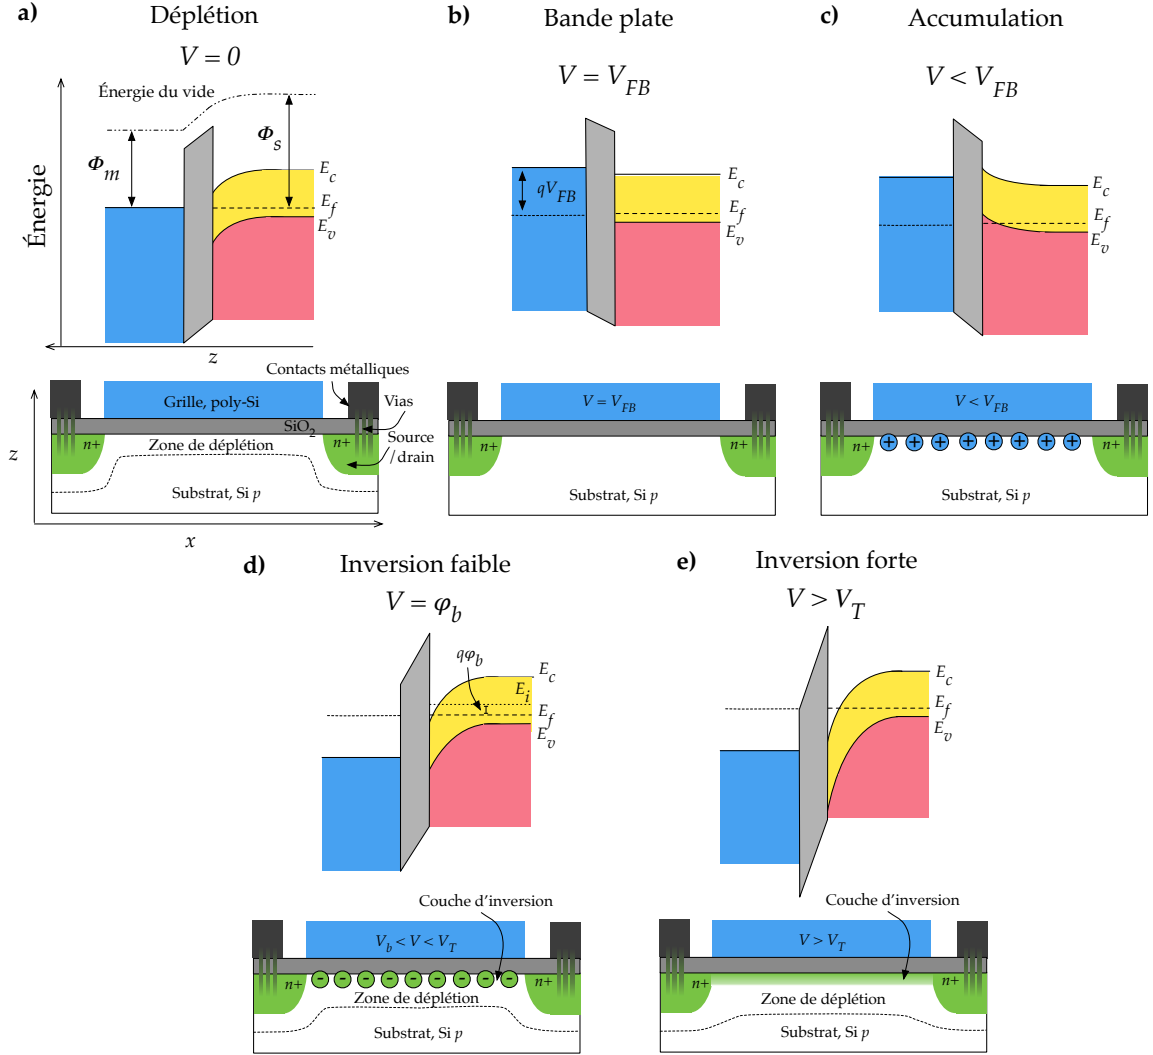 a)
Déplétion
V = 0
Énergie
Énergie du vide
Φm
Φs
Ec
Ef
Ev
z
Contacts métalliques
Grille, poly-Si
Vias
SiO2
n+
n+
Source
/drain
Zone de déplétion
Substrat, Si p
z
x
b)
Bande plate
V = VFB
qVFB
Ec
Ef
Ev
V = VFB
n+
n+
Substrat, Si p
c)
Accumulation
V < VFB
Ec
Ef
Ev
V < VFB
n+
+ + + + + + + +
n+
Substrat, Si p
d)
Inversion faible
V = φb
qφb
Ec
Ei
Ef
Ev
Couche d'inversion
Vb < V < VT
n+
- - - - - - - -
n+
Zone de déplétion
Substrat, Si p
e)
Inversion forte
V > VT
Ec
Ef
Ev
Couche d'inversion
V > VT
n+
n+
Zone de déplétion
Substrat, Si p